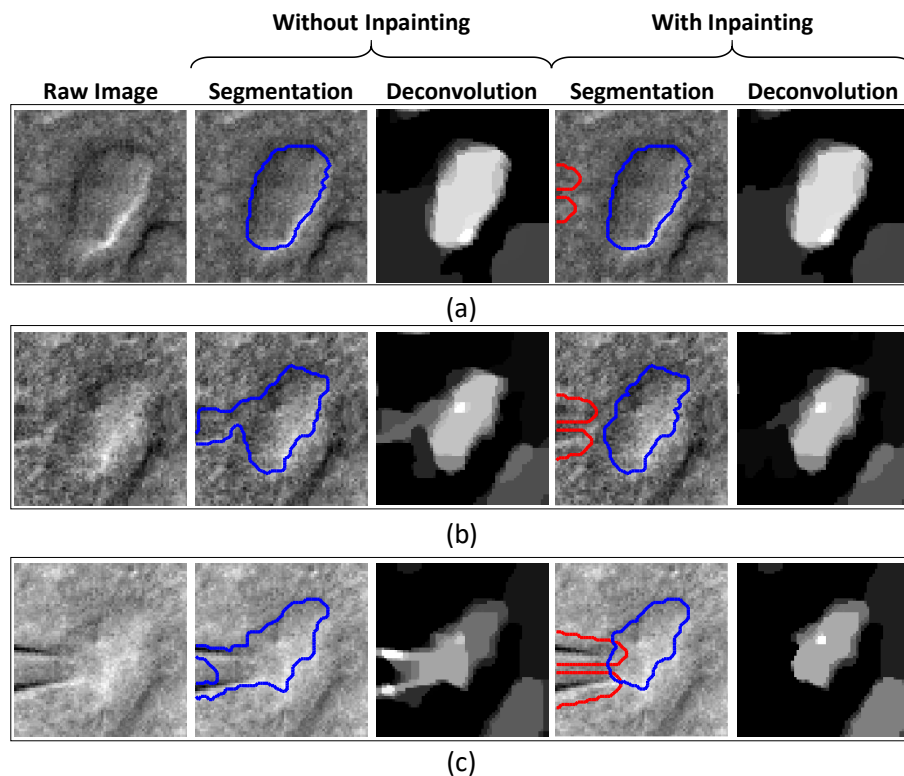 Without Inpainting With Inpainting
Raw Image Segmentation Deconvolution Segmentation Deconvolution
(a)
(b)
(c)